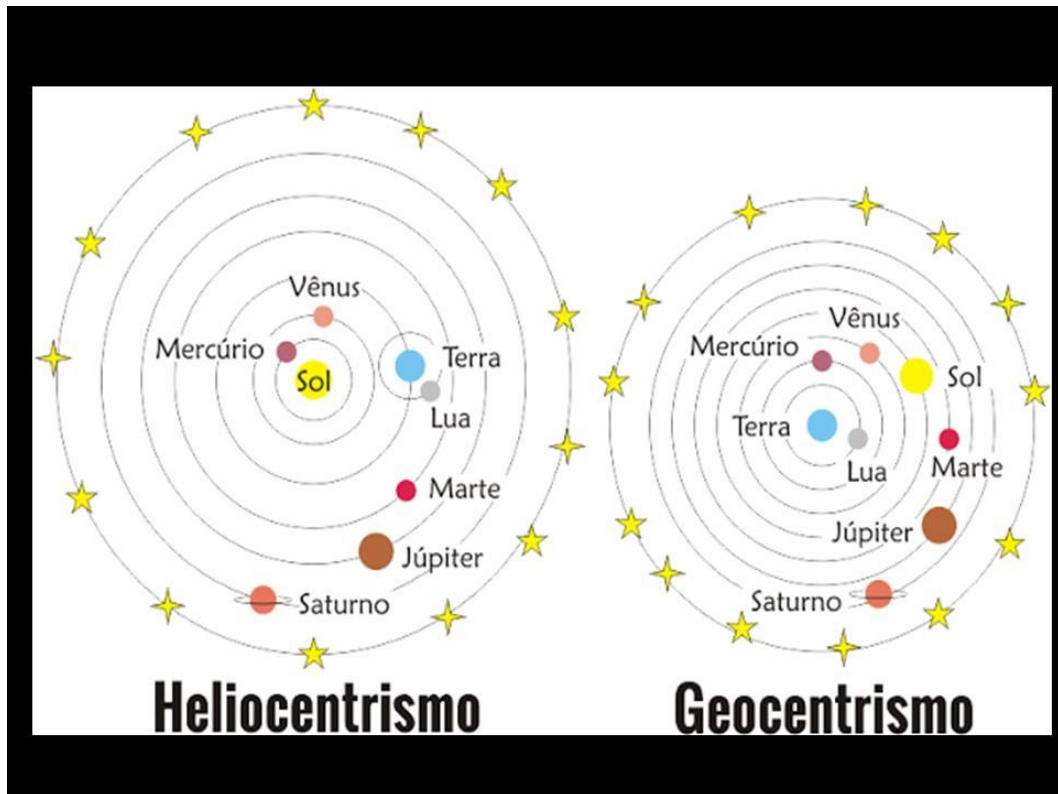 Vênus
Mercúrio
Sol
Terra
Lua
Marte
Júpiter
Saturno
Heliocentrismo
Vênus
Mercúrio
Sol
Terra
Lua
Marte
Júpiter
Saturno
Geocentrismo